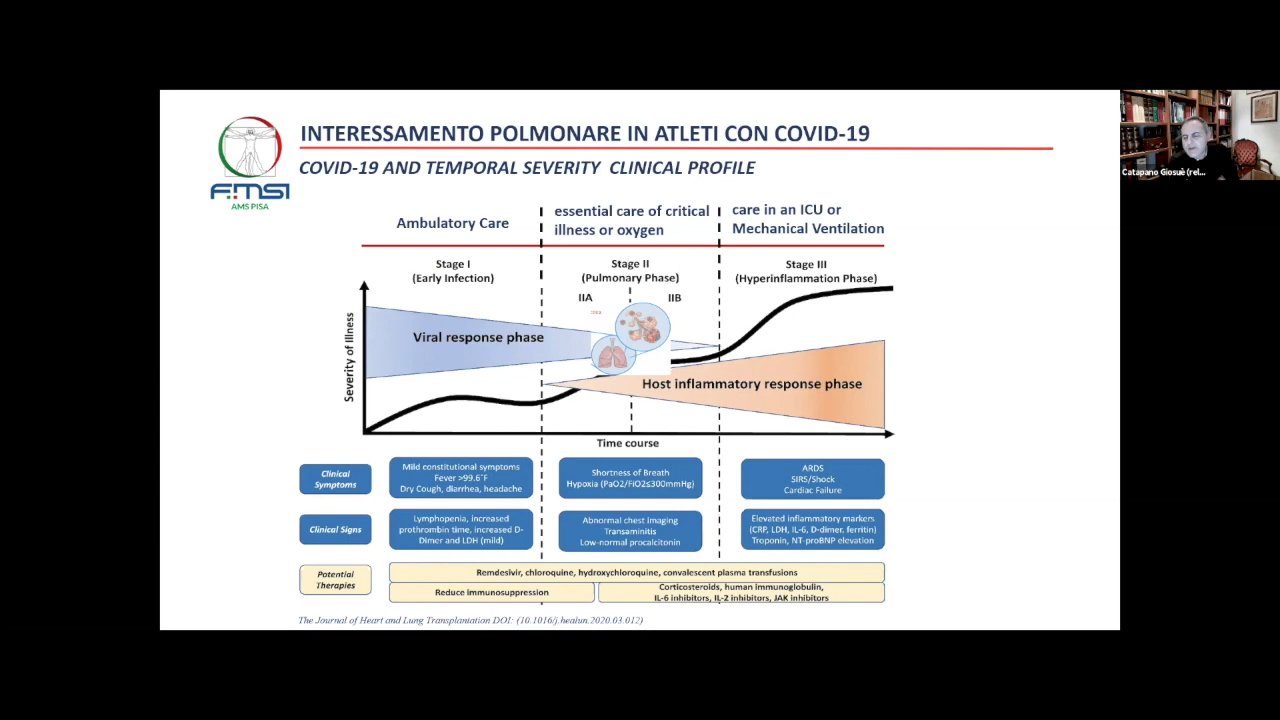 INTERESSAMENTO POLMONARE IN ATLETI CON COVID-19
COVID-19 AND TEMPORAL SEVERITY CLINICAL PROFILE
FMSI
AMS PISA
Catapano Giosuè (rel...
Ambulatory Care
essential care of critical
illness or oxygen
care in an ICU or
Mechanical Ventilation
Stage I
(Early Infection)
Stage II
(Pulmonary Phase)
Stage III
(Hyperinflammation Phase)
IIA
IIB
Severity of Illness
Viral response phase
Host inflammatory response phase
Time course
Clinical
Symptoms
Mild constitutional symptoms
Fever >99.6°F
Dry Cough, diarrhea, headache
Shortness of Breath
Hypoxia (PaO2/FiO2≤300mmHg)
ARDS
SIRS/Shock
Cardiac Failure
Clinical Signs
Lymphopenia, increased
prothrombin time, increased D-
Dimer and LDH (mild)
Abnormal chest imaging
Transaminitis
Low-normal procalcitonin
Elevated inflammatory markers
(CRP, LDH, IL-6, D-dimer, ferritin)
Troponin, NT-proBNP elevation
Potential
Therapies
Remdesivir, chloroquine, hydroxychloroquine, convalescent plasma transfusions
Reduce immunosuppression
Corticosteroids, human immunoglobulin,
IL-6 inhibitors, IL-2 inhibitors, JAK inhibitors
The Journal of Heart and Lung Transplantation DOI: (10.1016/j.healun.2020.03.012)